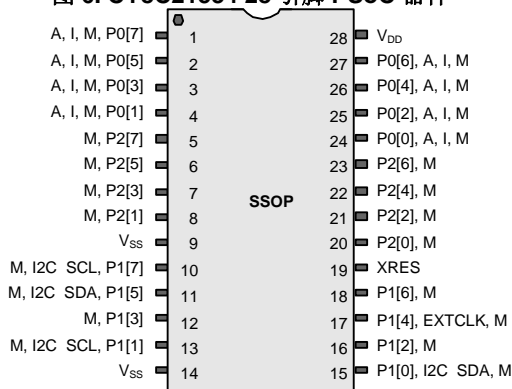 图 28 引脚 PSoC 器件
A, I, M, P0[7] 1 28 VDD
A, I, M, P0[5] 2 27 P0[6], A, I, M
A, I, M, P0[3] 3 26 P0[4], A, I, M
A, I, M, P0[1] 4 25 P0[2], A, I, M
M, P2[7] 5 24 P0[0], A, I, M
M, P2[5] 6 23 P2[6], M
M, P2[3] 7 SSOP 22 P2[4], M
M, P2[1] 8 21 P2[2], M
VSS 9 20 P2[0], M
M, I2C SCL, P1[7] 10 19 XRES
M, I2C SDA, P1[5] 11 18 P1[6], M
M, P1[3] 12 17 P1[4], EXTCLK, M
M, I2C SCL, P1[1] 13 16 P1[2], M
VSS 14 15 P1[0], I2C SDA, M